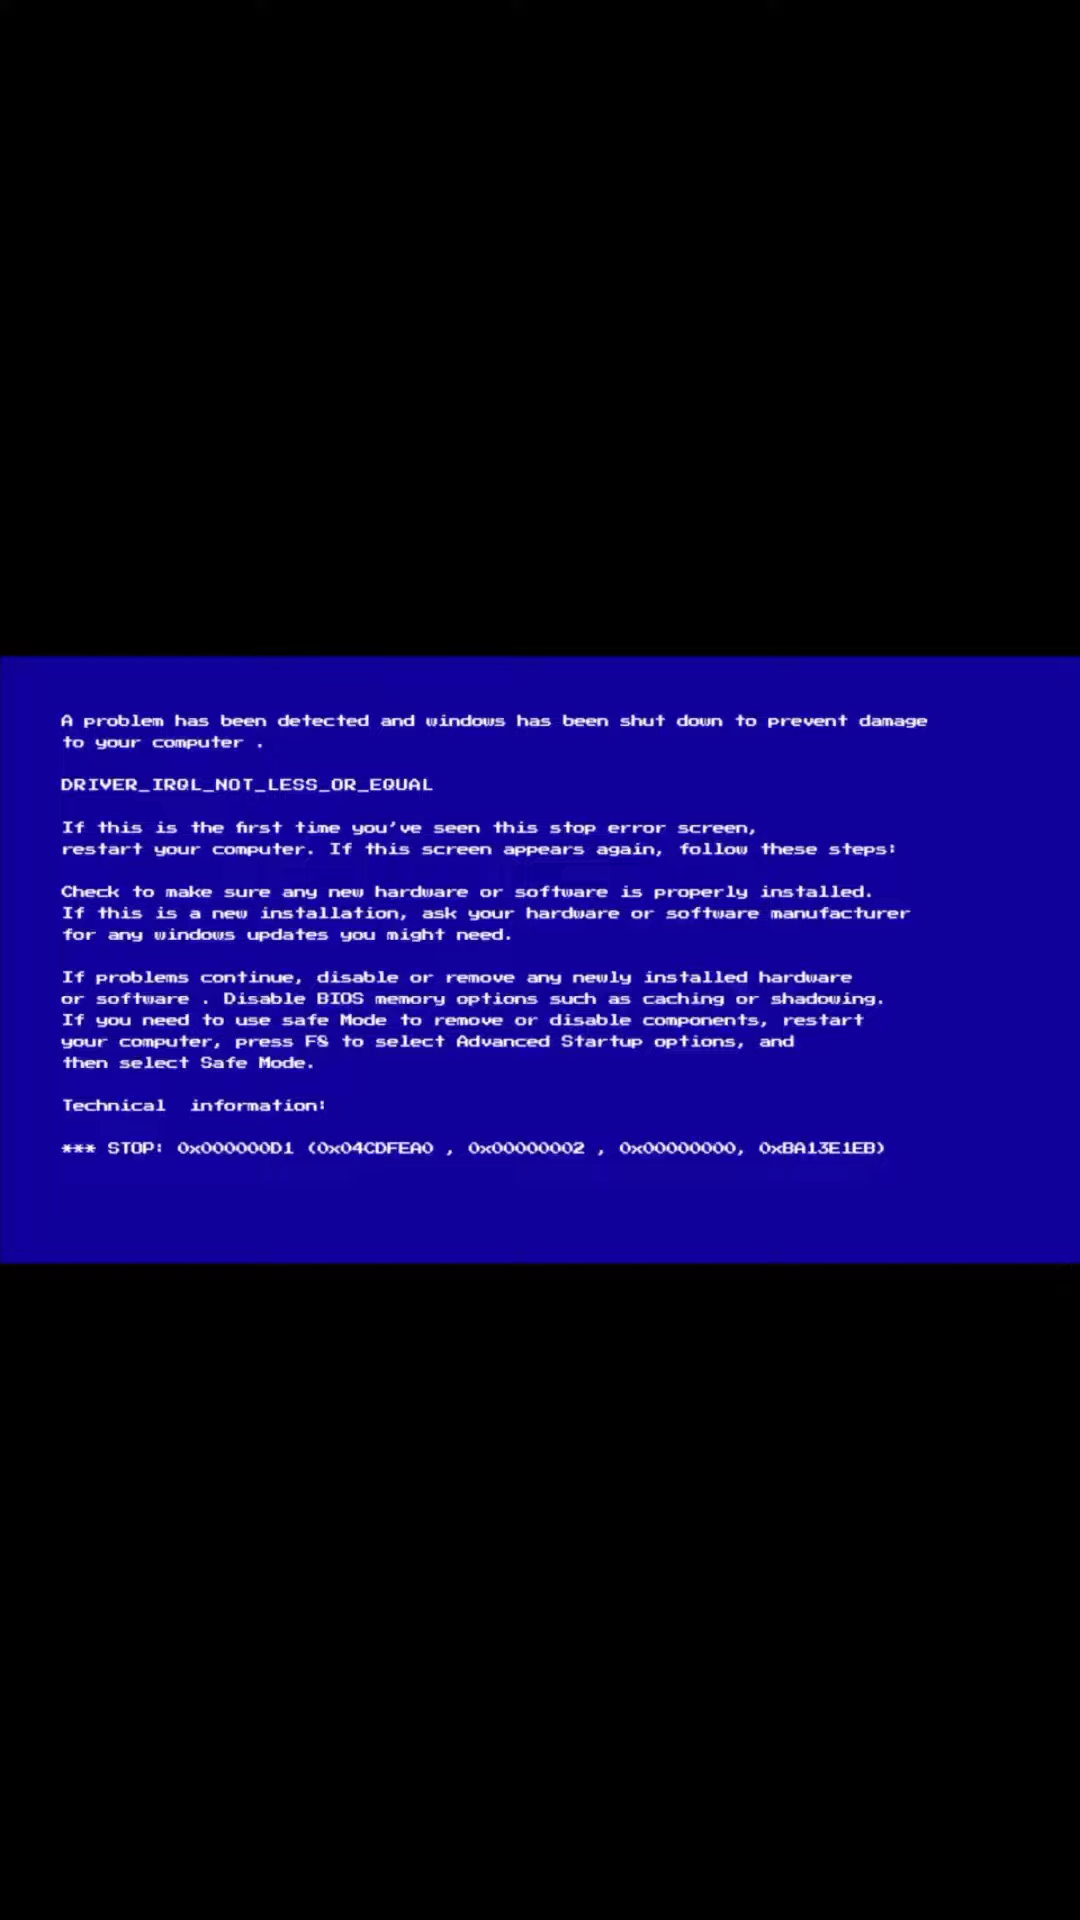 A problem has been detected and windows has been shut down to prevent damage
to your computer .
DRIVER_IRQL_NOT_LESS_OR_EQUAL
If this is the first time you've seen this stop error screen,
restart your computer. If this screen appears again, follow these steps:
Check to make sure any new hardware or software is properly installed.
If this is a new installation, ask your hardware or software manufacturer
for any windows updates you might need.
If problems continue, disable or remove any newly installed hardware
or software . Disable BIOS memory options such as caching or shadowing.
If you need to use safe Mode to remove or disable components, restart
your computer, press F8 to select Advanced Startup options, and
then select Safe Mode.
Technical information:
*** STOP: 0x000000D1 (0x04CDFEA0 , 0x00000002 , 0x00000000, 0xBA13E1EB)